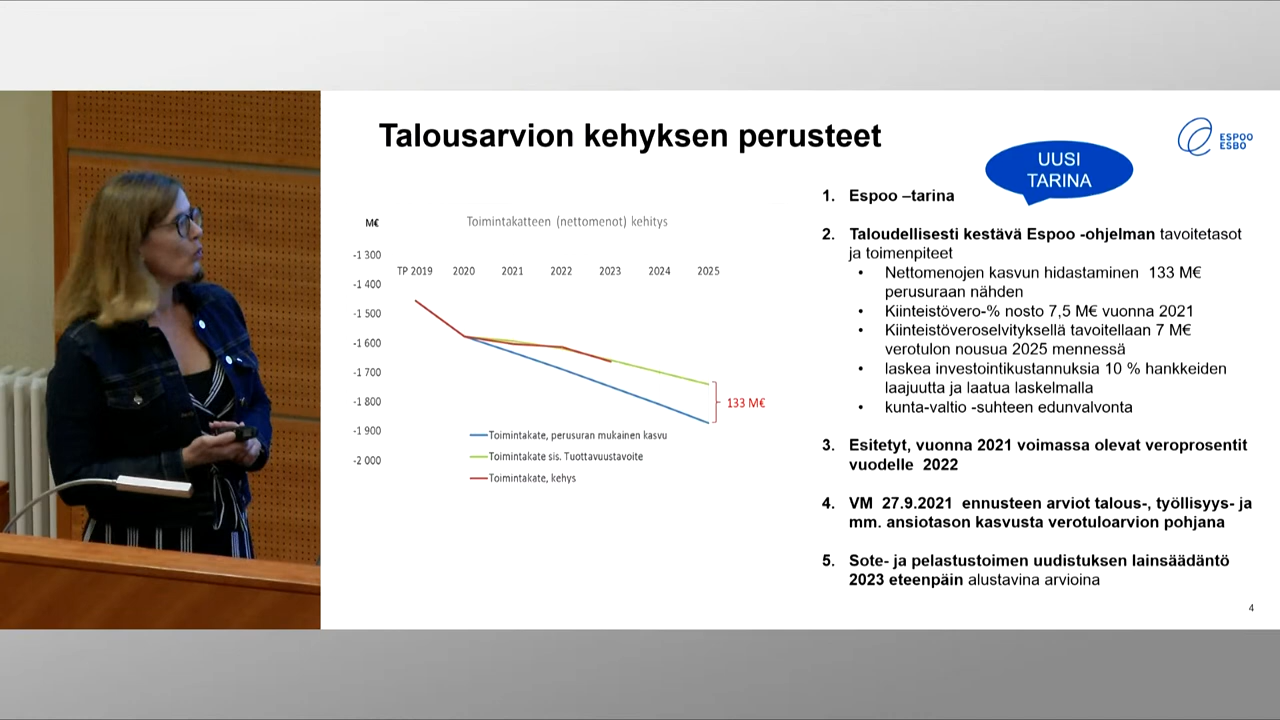 Talousarvion kehyksen perusteet
ESPOO
ESBO
UUSI
TARINA
M€
Toimintakatteen (nettomenot) kehitys
-1 300
TP 2019 2020 2021 2022 2023 2024 2025
-1 400
-1 500
-1 600
-1 700
-1 800
-1 900
-2 000
133 M€
Toimintakate, perusuran mukainen kasvu
Toimintakate sis. Tuottavuustavoite
Toimintakate, kehys
1. Espoo –tarina
2. Taloudellisesti kestävä Espoo -ohjelman tavoitetasot
ja toimenpiteet
• Nettomenojen kasvun hidastaminen 133 M€
perusuraan nähden
• Kiinteistövero-% nosto 7,5 M€ vuonna 2021
• Kiinteistöveroselvityksellä tavoitellaan 7 M€
verotulon nousua 2025 mennessä
• laskea investointikustannuksia 10 % hankkeiden
laajuutta ja laatua laskelmalla
• kunta-valtio -suhteen edunvalvonta
3. Esitetyt, vuonna 2021 voimassa olevat veroprosentit
vuodelle 2022
4. VM 27.9.2021 ennusteen arviot talous-, työllisyys- ja
mm. ansiotason kasvusta verotuloarvion pohjana
5. Sote- ja pelastustoimen uudistuksen lainsäädäntö
2023 eteenpäin alustavina arvioina
4